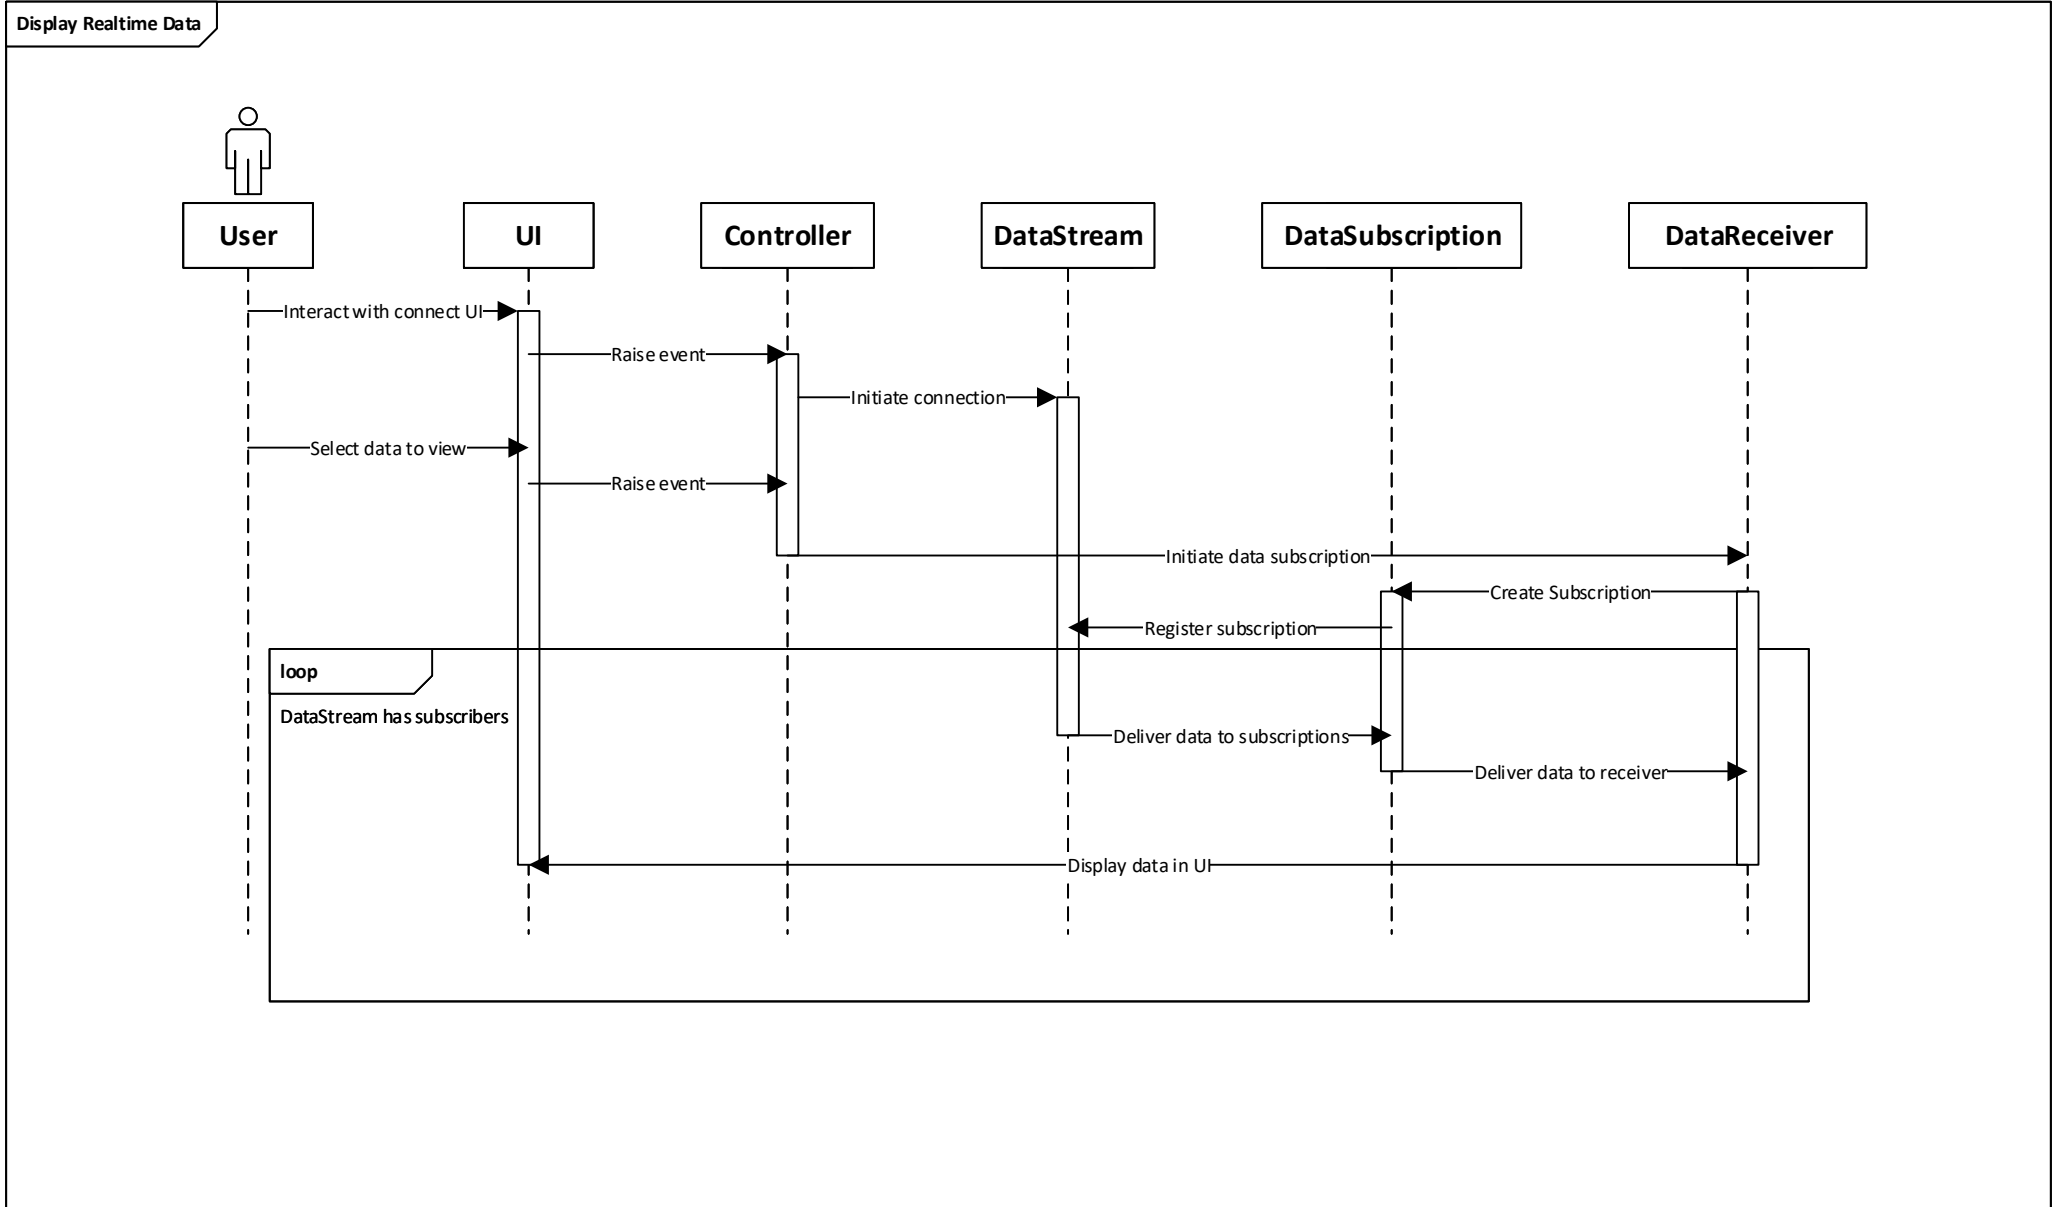 Display Realtime Data
User
UI
Controller
DataStream
DataSubscription
DataReceiver
Interact with connect UI
Raise event
Initiate connection
Select data to view
Raise event
Initiate data subscription
Create Subscription
Register subscription
loop
DataStream has subscribers
Deliver data to subscriptions
Deliver data to receiver
Display data in UI